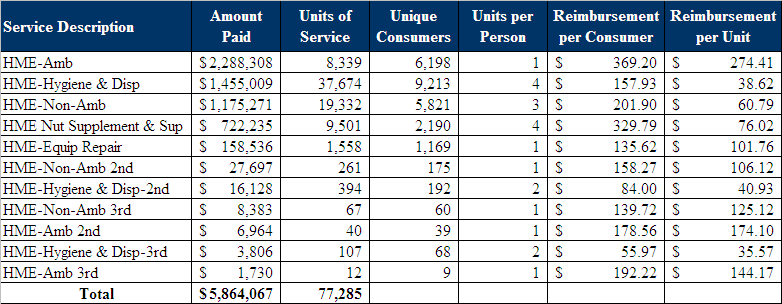 Service Description Amount Paid Units of Service Unique Consumers Units per Person Reimbursement per Consumer Reimbursement per Unit
HME-Amb $2,288,308 8,339 6,198 1 $ 369.20 $ 274.41
HME-Hygiene & Disp $1,455,009 37,674 9,213 4 $ 157.93 $ 38.62
HME-Non-Amb $1,175,271 19,332 5,821 3 $ 201.90 $ 60.79
HME Nut Supplement & Sup $ 722,235 9,501 2,190 4 $ 329.79 $ 76.02
HME-Equip Repair $ 158,536 1,558 1,169 1 $ 135.62 $ 101.76
HME-Non-Amb 2nd $ 27,697 261 175 1 $ 158.27 $ 106.12
HME-Hygiene & Disp-2nd $ 16,128 394 192 2 $ 84.00 $ 40.93
HME-Non-Amb 3rd $ 8,383 67 60 1 $ 139.72 $ 125.12
HME-Amb 2nd $ 6,964 40 39 1 $ 178.56 $ 174.10
HME-Hygiene & Disp-3rd $ 3,806 107 68 2 $ 55.97 $ 35.57
HME-Amb 3rd $ 1,730 12 9 1 $ 192.22 $ 144.17
Total $5,864,067 77,285